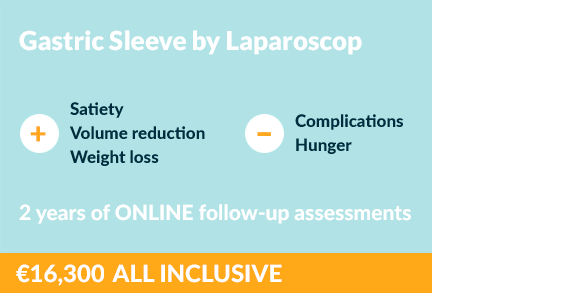 Gastric Sleeve by Laparoscop
+
Satiety
Volume reduction
Weight loss
–
Complications
Hunger
2 years of ONLINE follow-up assessments
€16,300 ALL INCLUSIVE